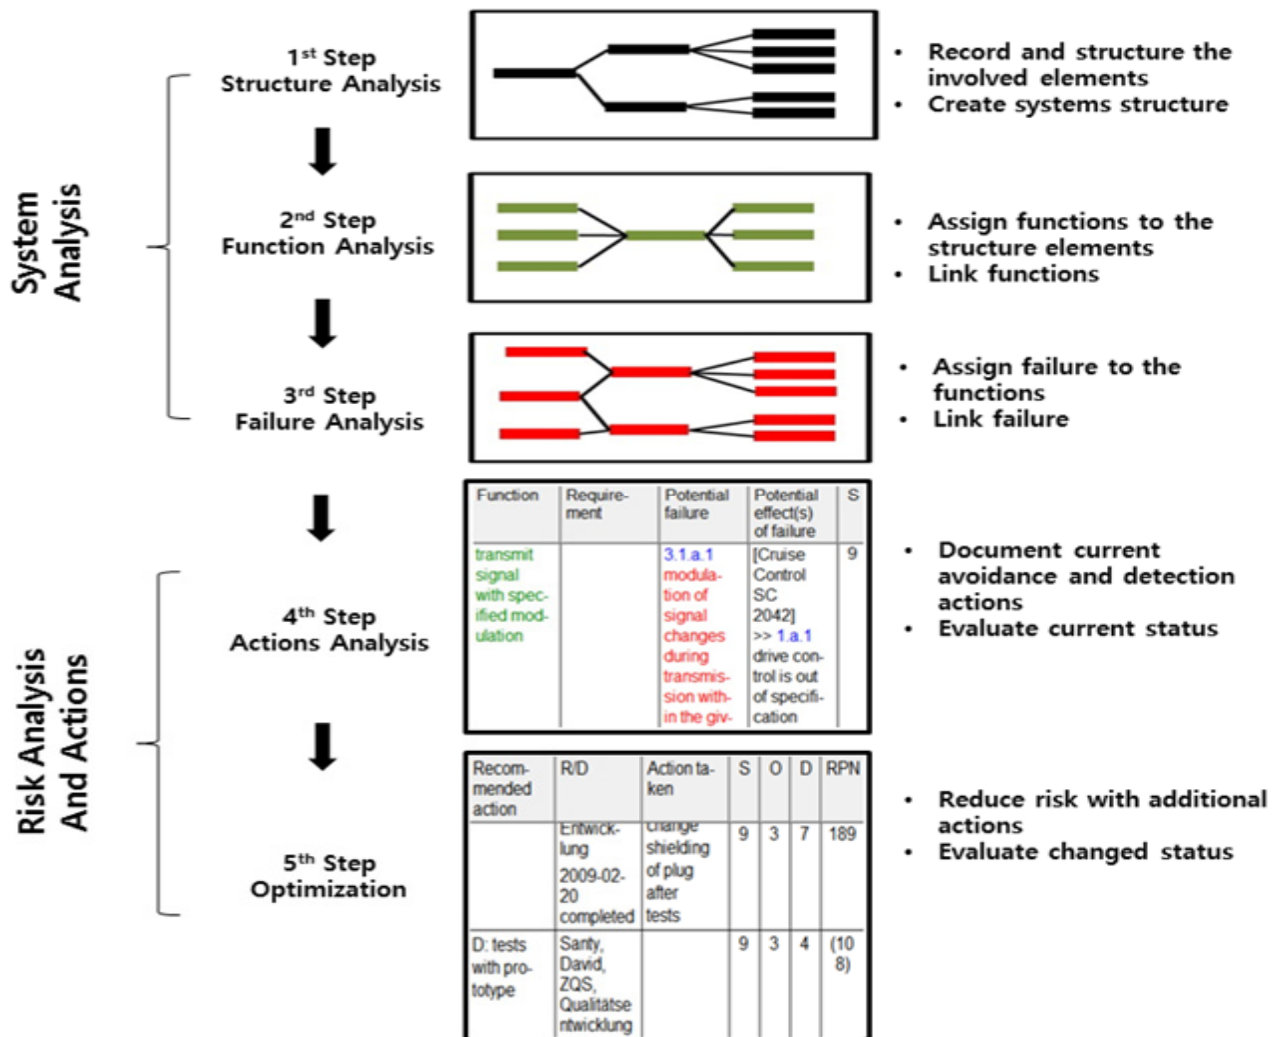 System
Analysis
1st Step
Structure Analysis
• Record and structure the
involved elements
• Create systems structure
2nd Step
Function Analysis
• Assign functions to the
structure elements
• Link functions
3rd Step
Failure Analysis
• Assign failure to the
functions
• Link failure
Risk Analysis
And Actions
4th Step
Actions Analysis
Function
Require-
ment
Potential
failure
Potential
effect(s)
of failure
S
transmit
signal
with spec-
ified mod-
ulation
3.1.a.1
modula-
tion of
signal
changes
during
transmis-
sion with-
in the giv-
[Cruise
Control
SC
2042]
>> 1.a.1
drive con-
trol is out
of specifi-
cation
9
• Document current
avoidance and detection
actions
• Evaluate current status
5th Step
Optimization
Recom-
mended
action
R/D
Action ta-
ken
S O D RPN
Entwick-
lung
2009-02-
20
completed
change
shielding
of plug
after
tests
9 3 7 189
D: tests
with pro-
totype
Santy,
David,
ZQS,
Qualitätse
ntwicklung
9 3 4 (10
8)
• Reduce risk with additional
actions
• Evaluate changed status